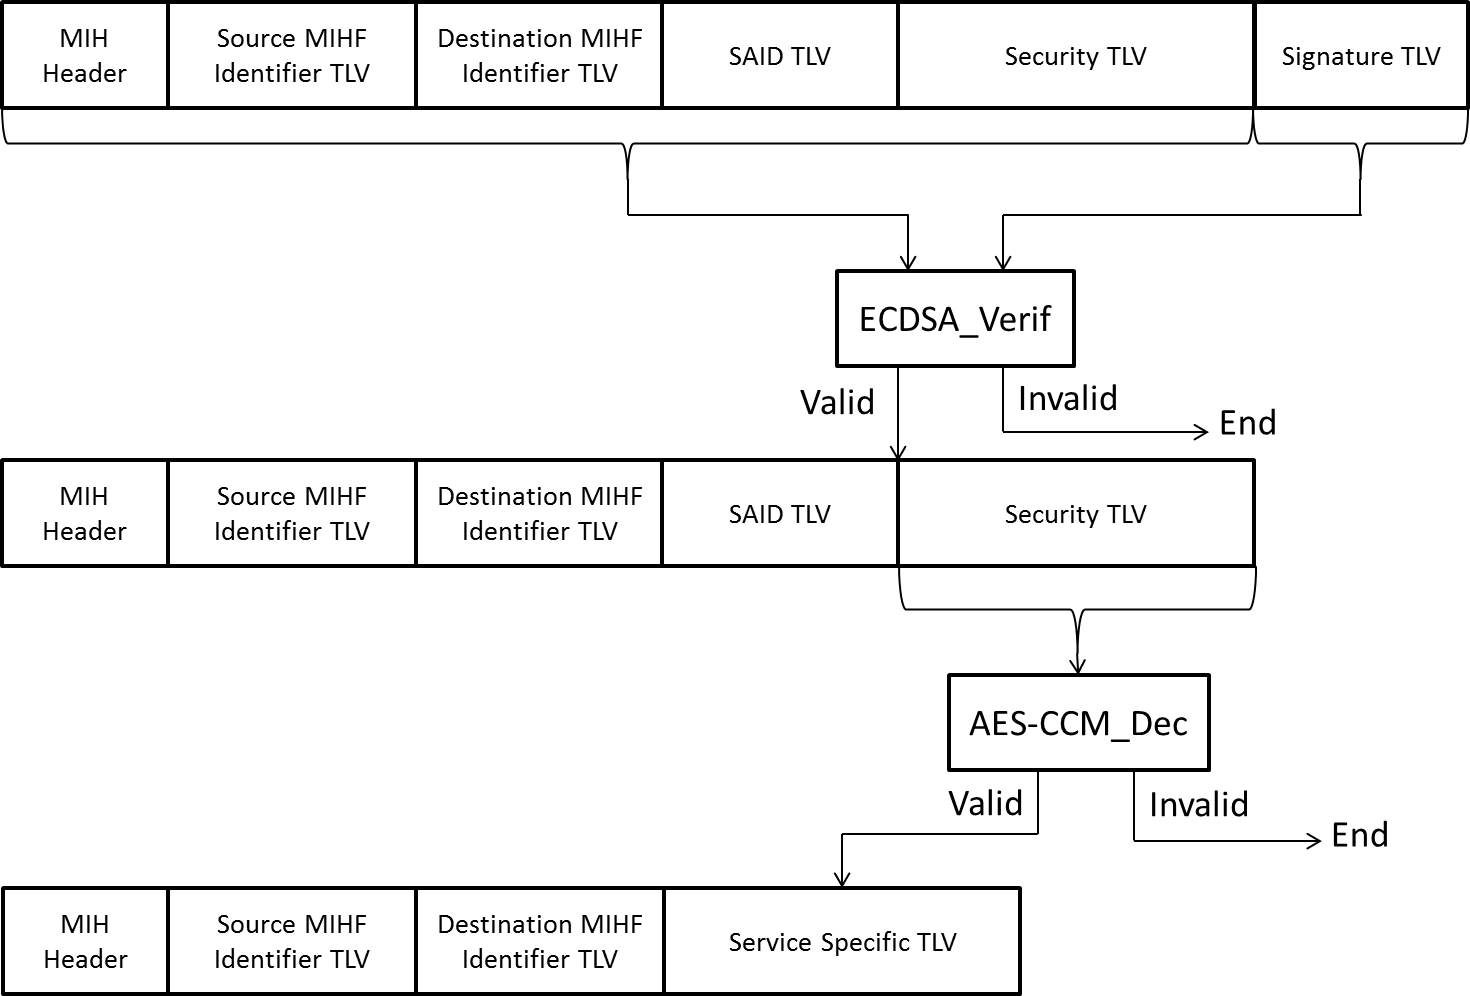 MIH
Header
Source MIHF
Identifier TLV
Destination MIHF
Identifier TLV
SAID TLV
Security TLV
Signature TLV
ECDSA_Verif
Valid
Invalid
End
MIH
Header
Source MIHF
Identifier TLV
Destination MIHF
Identifier TLV
SAID TLV
Security TLV
AES-CCM_Dec
Valid
Invalid
End
MIH
Header
Source MIHF
Identifier TLV
Destination MIHF
Identifier TLV
Service Specific TLV